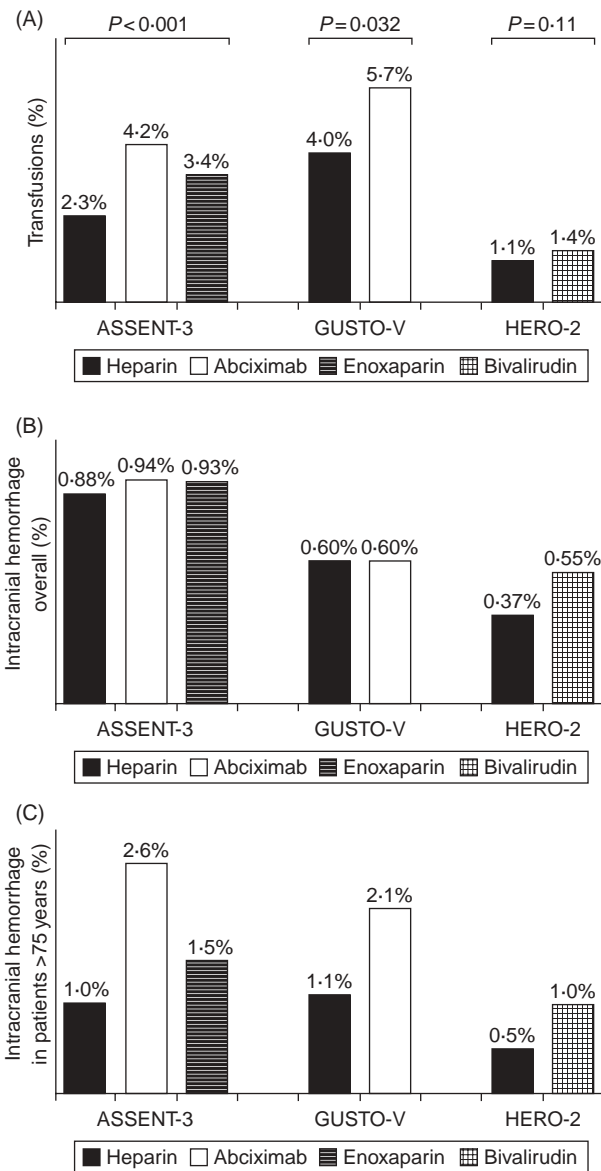 (A)
P < 0·001 P = 0·032 P = 0·11
Transfusions (%)
2·3% 4·2% 3·4% 4·0% 5·7% 1·1% 1·4%
ASSENT-3 GUSTO-V HERO-2
Heparin Abciximab Enoxaparin Bivalirudin
(B)
Intracranial hemorrhage
overall (%)
0·88% 0·94% 0·93% 0·60% 0·60% 0·37% 0·55%
ASSENT-3 GUSTO-V HERO-2
Heparin Abciximab Enoxaparin Bivalirudin
(C)
Intracranial hemorrhage
in patients >75 years (%)
1·0% 2·6% 1·5% 1·1% 2·1% 0·5% 1·0%
ASSENT-3 GUSTO-V HERO-2
Heparin Abciximab Enoxaparin Bivalirudin